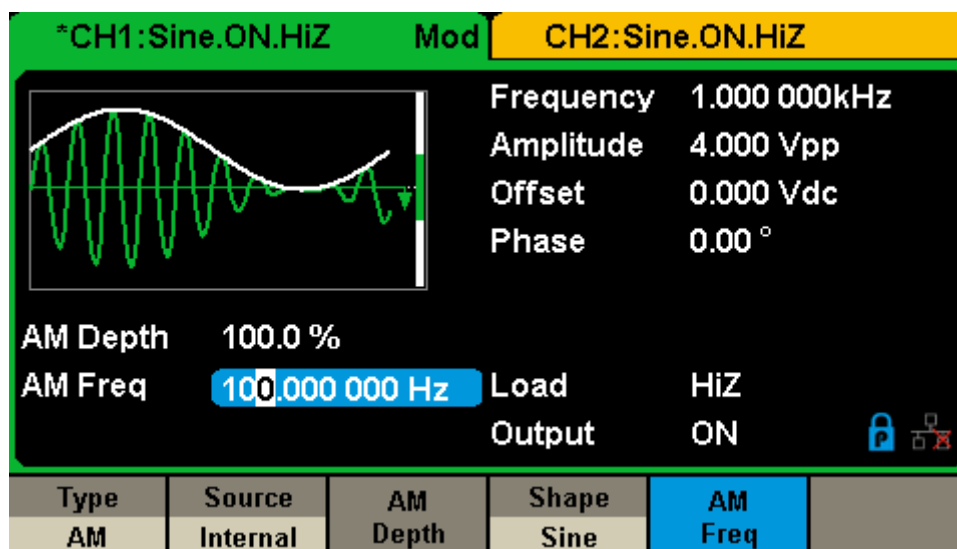 *CH1:Sine.ON.HiZ Mod CH2:Sine.ON.HiZ
Frequency 1.000 000kHz
Amplitude 4.000 Vpp
Offset 0.000 Vdc
Phase 0.00 °
AM Depth 100.0 %
AM Freq 100.000 000 Hz Load HiZ
Output ON
P
Type Source AM Shape AM
AM Internal Depth Sine Freq